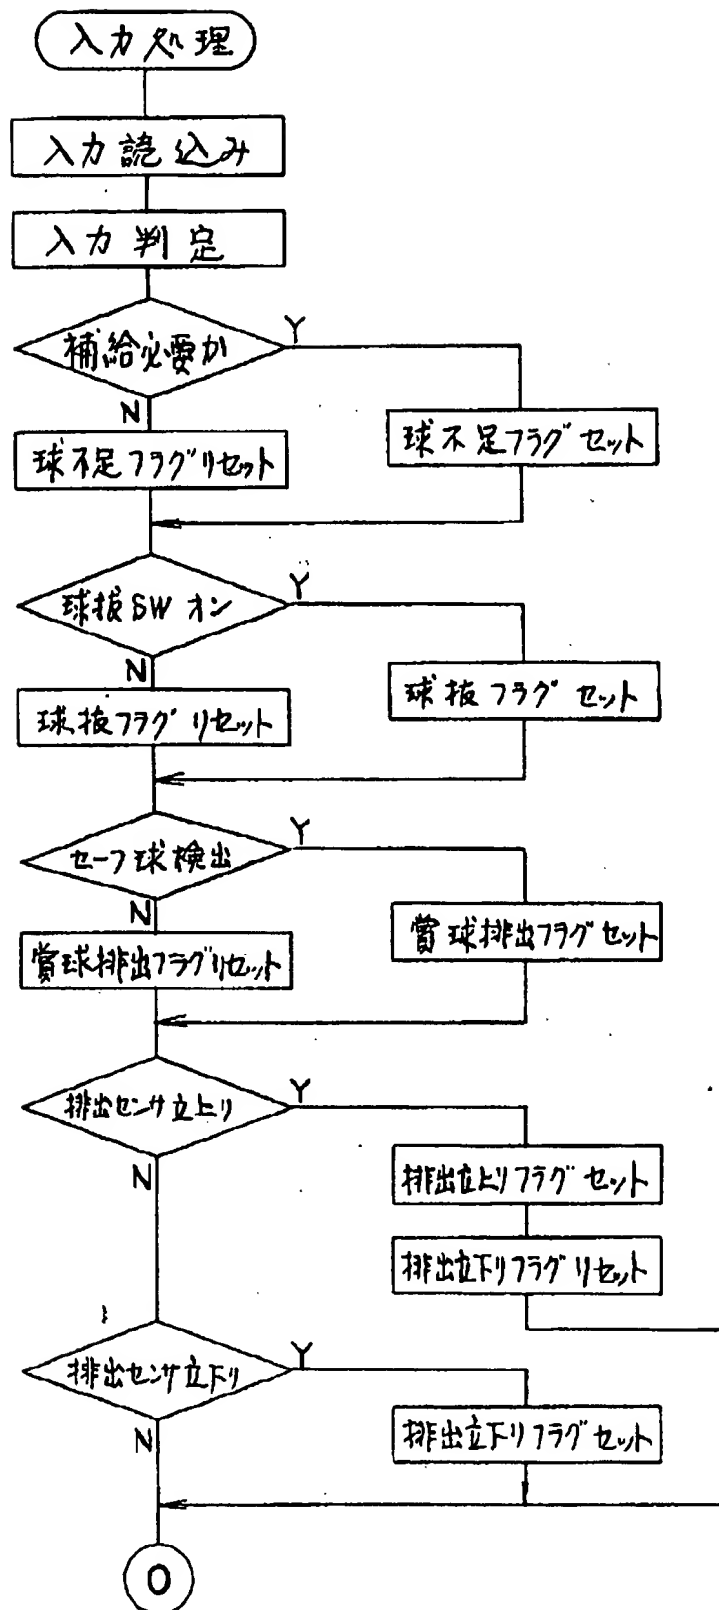 入力処理
入力読込み
入力判定
補給必要か
Y
N
球不足フラグリセット
球不足フラグセット
球抜SWオン
Y
N
球抜フラグリセット
球抜フラグセット
セーフ球検出
Y
N
賞球排出フラグリセット
賞球排出フラグセット
排出センサ立上り
Y
N
排出立上りフラグセット
排出立下りフラグリセット
排出センサ立下り
Y
N
排出立下りフラグセット
O